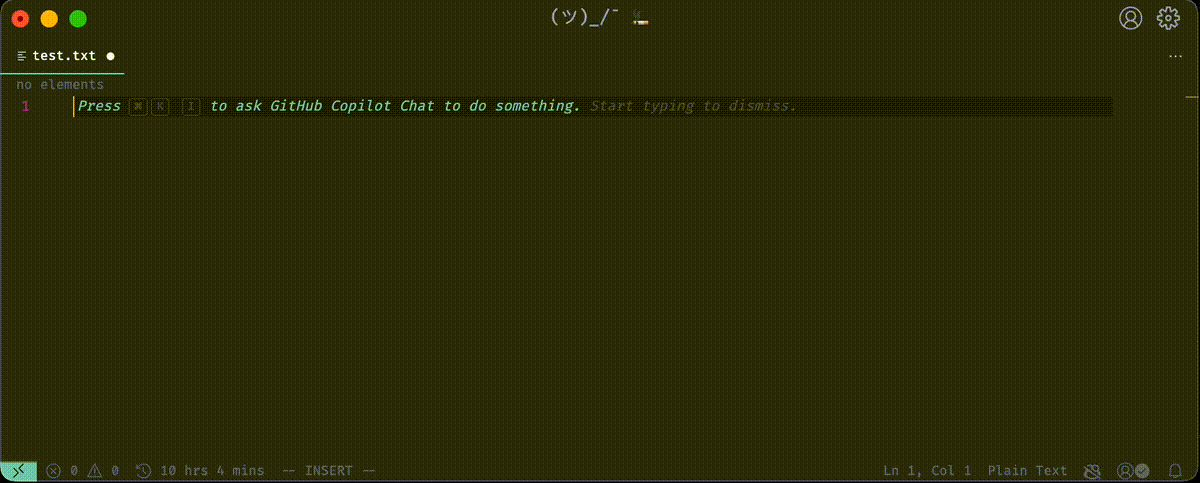 (ツ)_/¯ 🚬
test.txt
no elements
1 Press ⌘ K I to ask GitHub Copilot Chat to do something. Start typing to dismiss.
0 0 10 hrs 4 mins -- INSERT -- Ln 1, Col 1 Plain Text